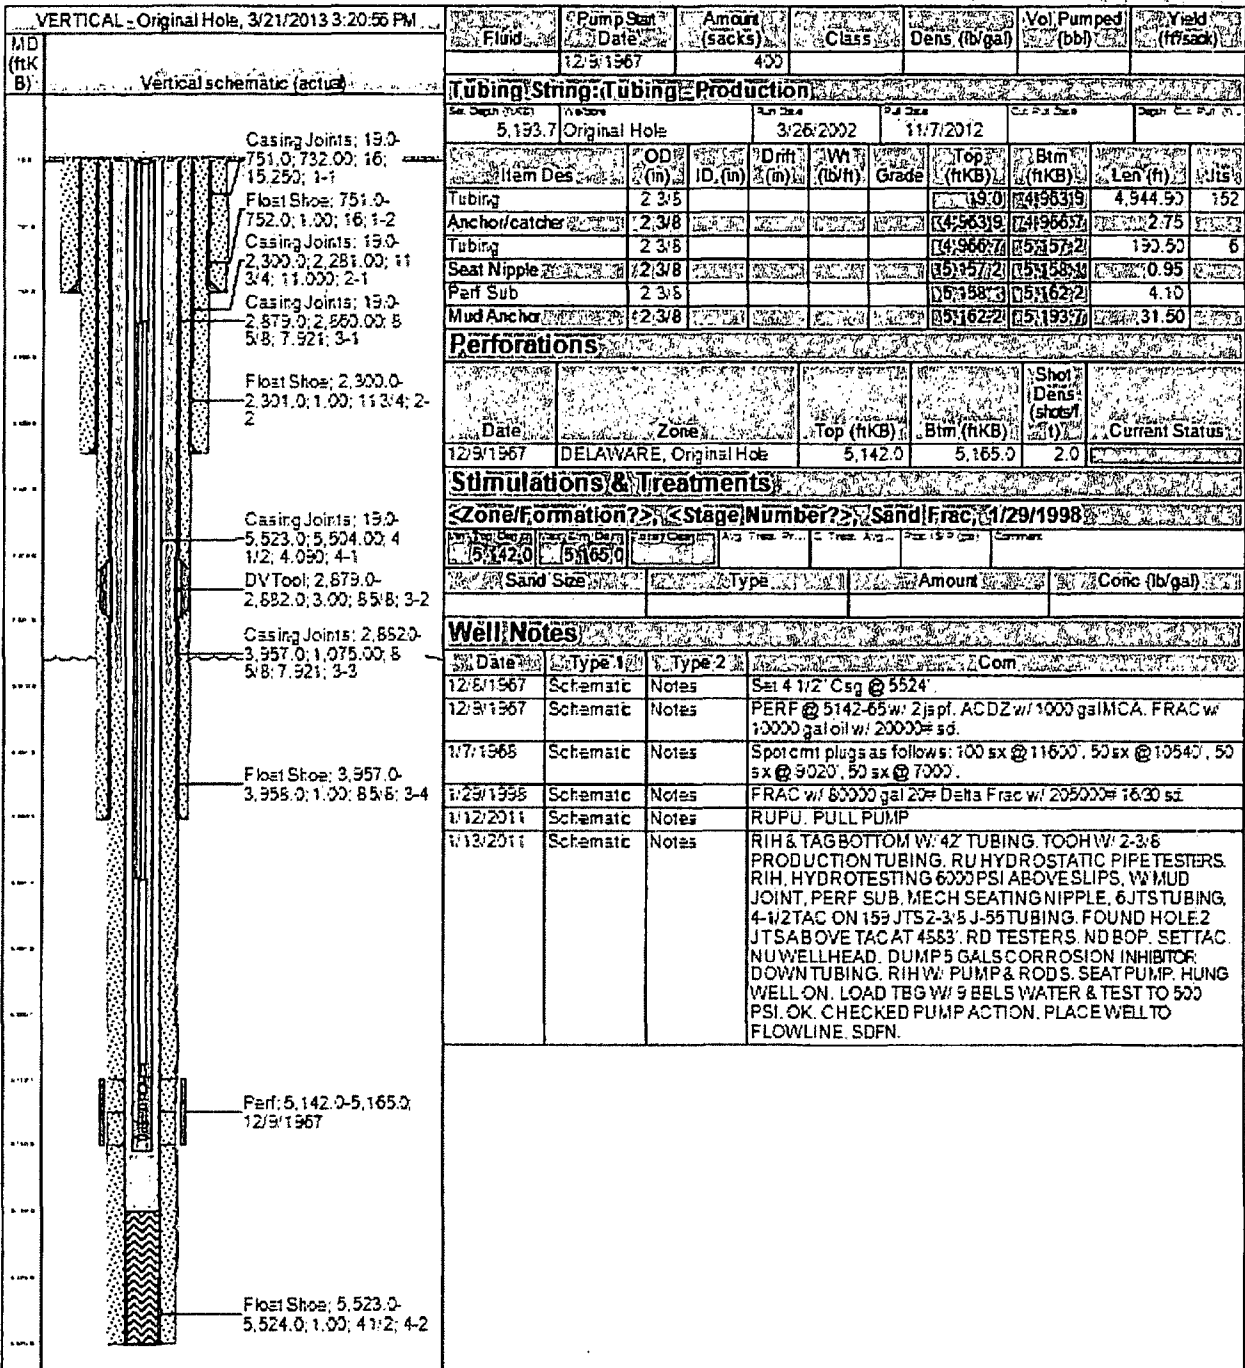 VERTICAL - Original Hole, 3/21/2013 3:20:56 PM
MD
(ftK
B)
Vertical schematic (actual)
Casing Joints; 19.0-
751.0; 732.00; 16;
15.250; 1-1
Float Shoe; 751.0-
752.0; 1.00; 16; 1-2
Casing Joints; 19.0-
2,300.0; 2,281.00; 11
3/4; 11.000; 2-1
Casing Joints; 19.0-
2,879.0; 2,860.00; 8
5/8; 7.921; 3-1
Float Shoe; 2,300.0-
2,301.0; 1.00; 11 3/4; 2-
2
Casing Joints; 19.0-
5,523.0; 5,504.00; 4
1/2; 4.090; 4-1
DV Tool; 2,879.0-
2,882.0; 3.00; 8 5/8; 3-2
Casing Joints; 2,882.0-
3,957.0; 1,075.00; 8
5/8; 7.921; 3-3
Float Shoe; 3,957.0-
3,958.0; 1.00; 8 5/8; 3-4
Perf; 5,142.0-5,165.0;
12/9/1967
Float Shoe; 5,523.0-
5,524.0; 1.00; 4 1/2; 4-2
Fluid Pump Start Date Amount (sacks) Class Dens (lb/gal) Vol Pumped (bbl) Yield (ft³/sack)
400
Tubing String: (Tubing - Production)
5,193.7 Original Hole 3/26/2002 11/7/2012
Item Des OD (in) ID (in) Drift (in) Wt (lb/ft) Grade Top (ftKB) Btm (ftKB) Len (ft) Jts
Tubing 2 3/8 19.0 4,963.9 4,944.90 152
Anchor/catcher 2 3/8 4,963.9 4,966.7 2.75
Tubing 2 3/8 4,966.7 5,157.2 190.50 6
Seat Nipple 2 3/8 5,157.2 5,158.1 0.95
Perf Sub 2 3/8 5,162.2 4.10
Mud Anchor 2 3/8 5,162.2 5,193.7 31.50
Perforations
Date Zone Top (ftKB) Btm (ftKB) Shot Dens (shots/ft) Current Status
12/9/1967 DELAWARE, Original Hole 5,142.0 5,165.0 2.0
Stimulations & Treatments
<Zone/Formation?>, <Stage Number?>, Sand Frac, 1/29/1998
5,142.0 5,165.0
Sand Size Type Amount Conc (lb/gal)
Well Notes
Date Type 1 Type 2 Com
Schematic Notes Set 4 1/2" Csg @ 5524'.
12/9/1967 Schematic Notes PERF @ 5142-65 w/ 2 jspf. ACDZ w/ 1000 gal MCA. FRAC w/
10000 gal oil w/ 20000# sd.
1/7/1968 Schematic Notes Spot cmt plugs as follows: 100 sx @ 11600', 50 sx @ 10540', 50
sx @ 9020', 50 sx @ 7000'.
1/29/1998 Schematic Notes FRAC w/ 80000 gal 20# Delta Frac w/ 205000# 16/30 sd.
1/12/2011 Schematic Notes RUPU. PULL PUMP
1/13/2011 Schematic Notes RIH & TAG BOTTOM W/ 42' TUBING. TOOH W/ 2-3/8
PRODUCTION TUBING. RU HYDROSTATIC PIPE TESTERS.
RIH, HYDROTESTING 6000 PSI ABOVE SLIPS, W/ MUD
JOINT, PERF SUB, MECH SEATING NIPPLE, 6 JTS TUBING,
4-1/2 TAC ON 159 JTS 2-3/8 J-55 TUBING. FOUND HOLE 2
JTS ABOVE TAC AT 4583'. RD TESTERS. ND BOP. SET TAC.
NU WELLHEAD. DUMP 5 GALS CORROSION INHIBITOR
DOWN TUBING. RIH W/ PUMP & RODS. SEAT PUMP. HUNG
WELL ON. LOAD TBG W/ 9 BBLS WATER & TEST TO 500
PSI. OK. CHECKED PUMP ACTION. PLACE WELL TO
FLOWLINE. SDFN.